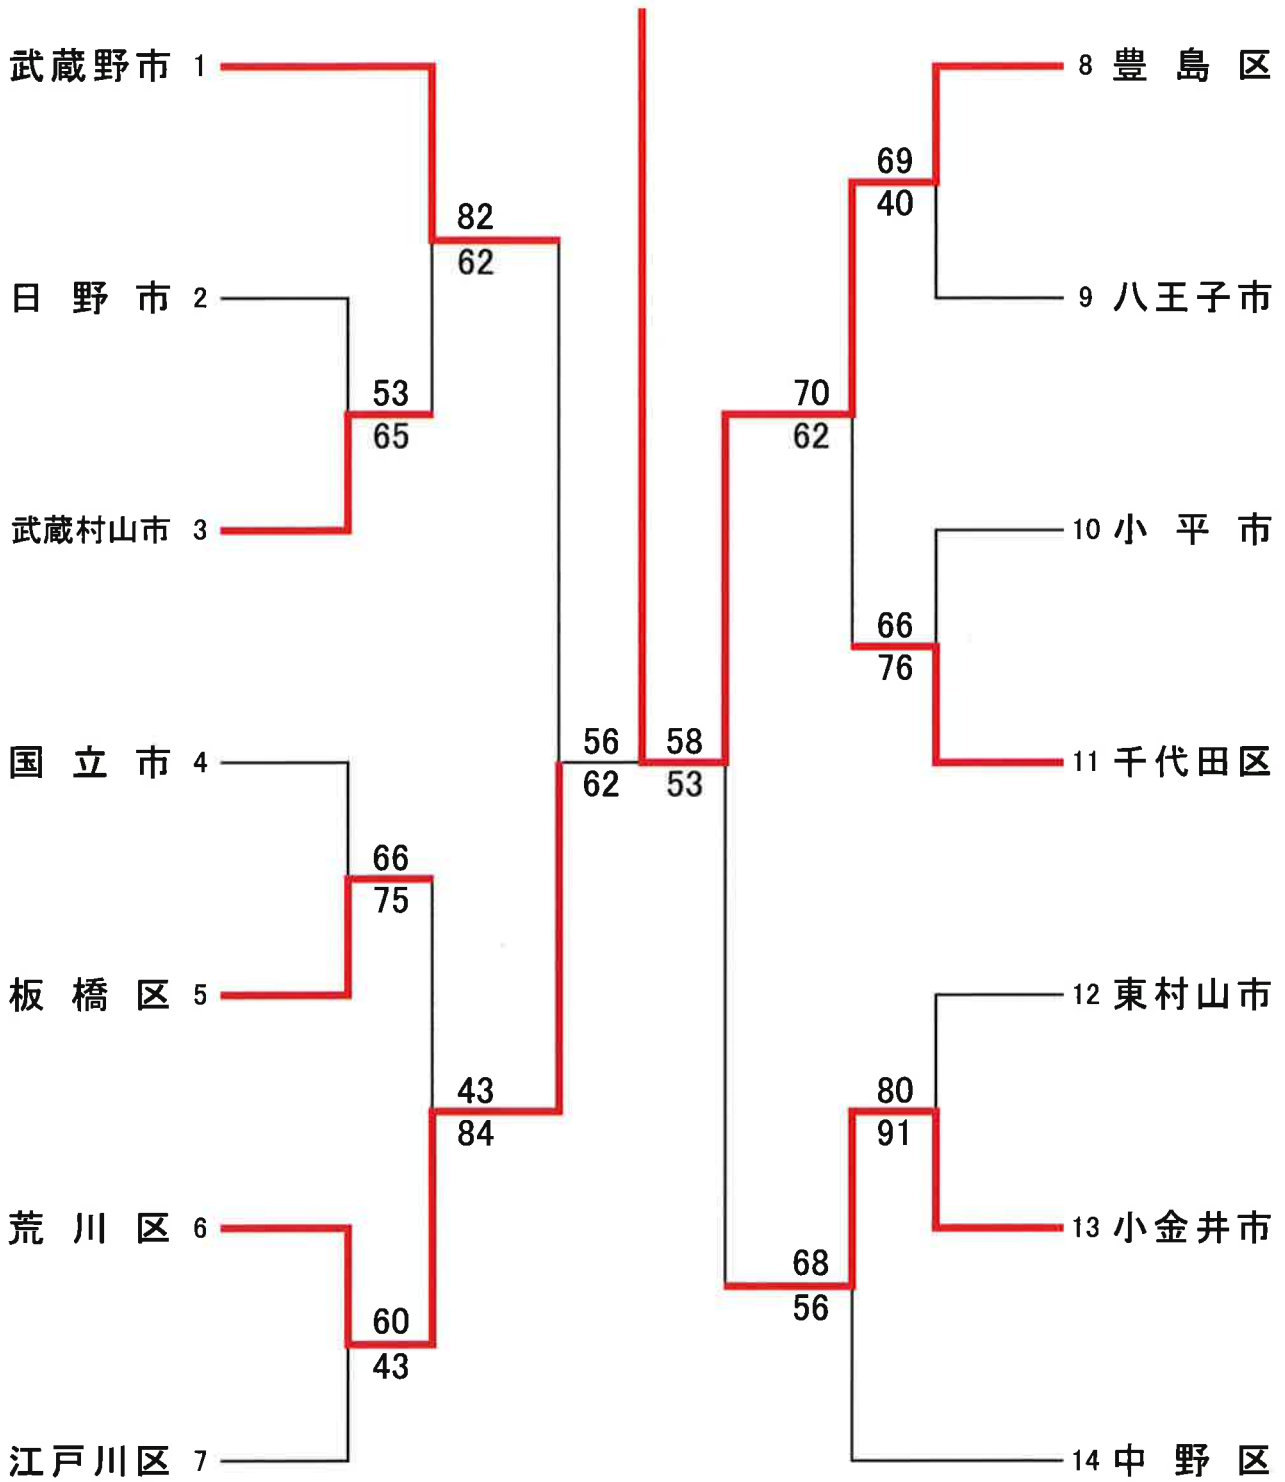 武蔵野市 1
82
62
日野市 2
53
65
武蔵村山市 3
国立市 4
66
75
板橋区 5
43
84
荒川区 6
60
43
江戸川区 7
56
62
58
53
8 豊島区
69
40
9 八王子市
70
62
10 小平市
66
76
11 千代田区
12 東村山市
80
91
13 小金井市
68
56
14 中野区